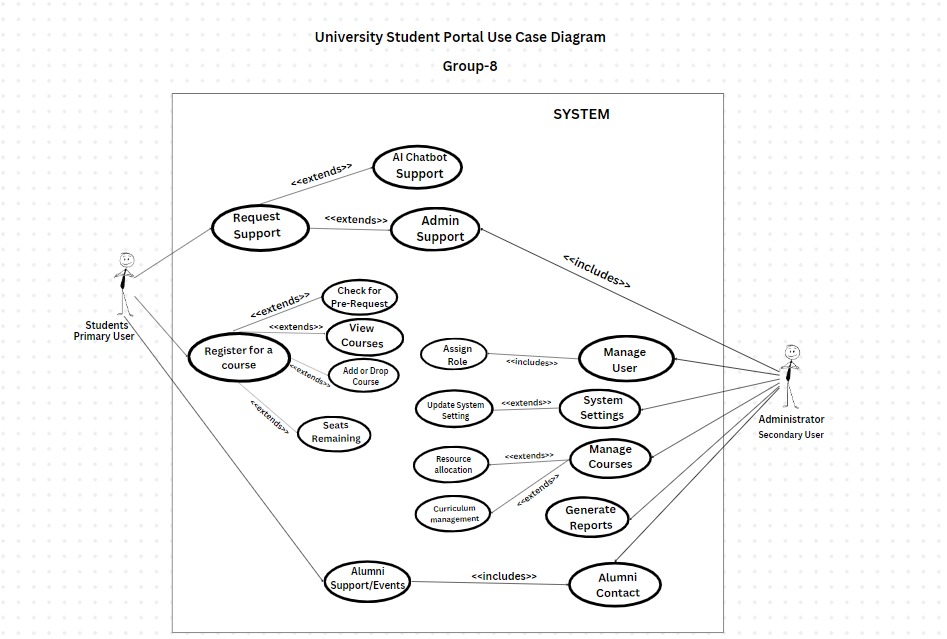 University Student Portal Use Case Diagram
Group-8
SYSTEM
AI Chatbot
Support
<<extends>>
Request
Support
<<extends>>
Admin
Support
<<includes>>
Students
Primary User
Check for
Pre-Request
<<extends>>
View
Courses
<<extends>>
Register for a
course
Add or Drop
Course
<<extends>>
Seats
Remaining
<<extends>>
Assign
Role
<<includes>>
Manage
User
Update System
Setting
<<extends>>
System
Settings
Resource
allocation
<<extends>>
Manage
Courses
Curriculum
management
<<extends>>
Generate
Reports
Administrator
Secondary User
Alumni
Support/Events
<<includes>>
Alumni
Contact